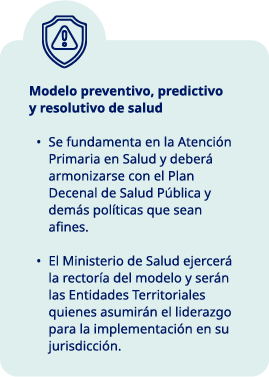 Modelo preventivo, predictivo
y resolutivo de salud
• Se fundamenta en la Atención
Primaria en Salud y deberá
armonizarse con el Plan
Decenal de Salud Pública y
demás políticas que sean
afines.
• El Ministerio de Salud ejercerá
la rectoría del modelo y serán
las Entidades Territoriales
quienes asumirán el liderazgo
para la implementación en su
jurisdicción.